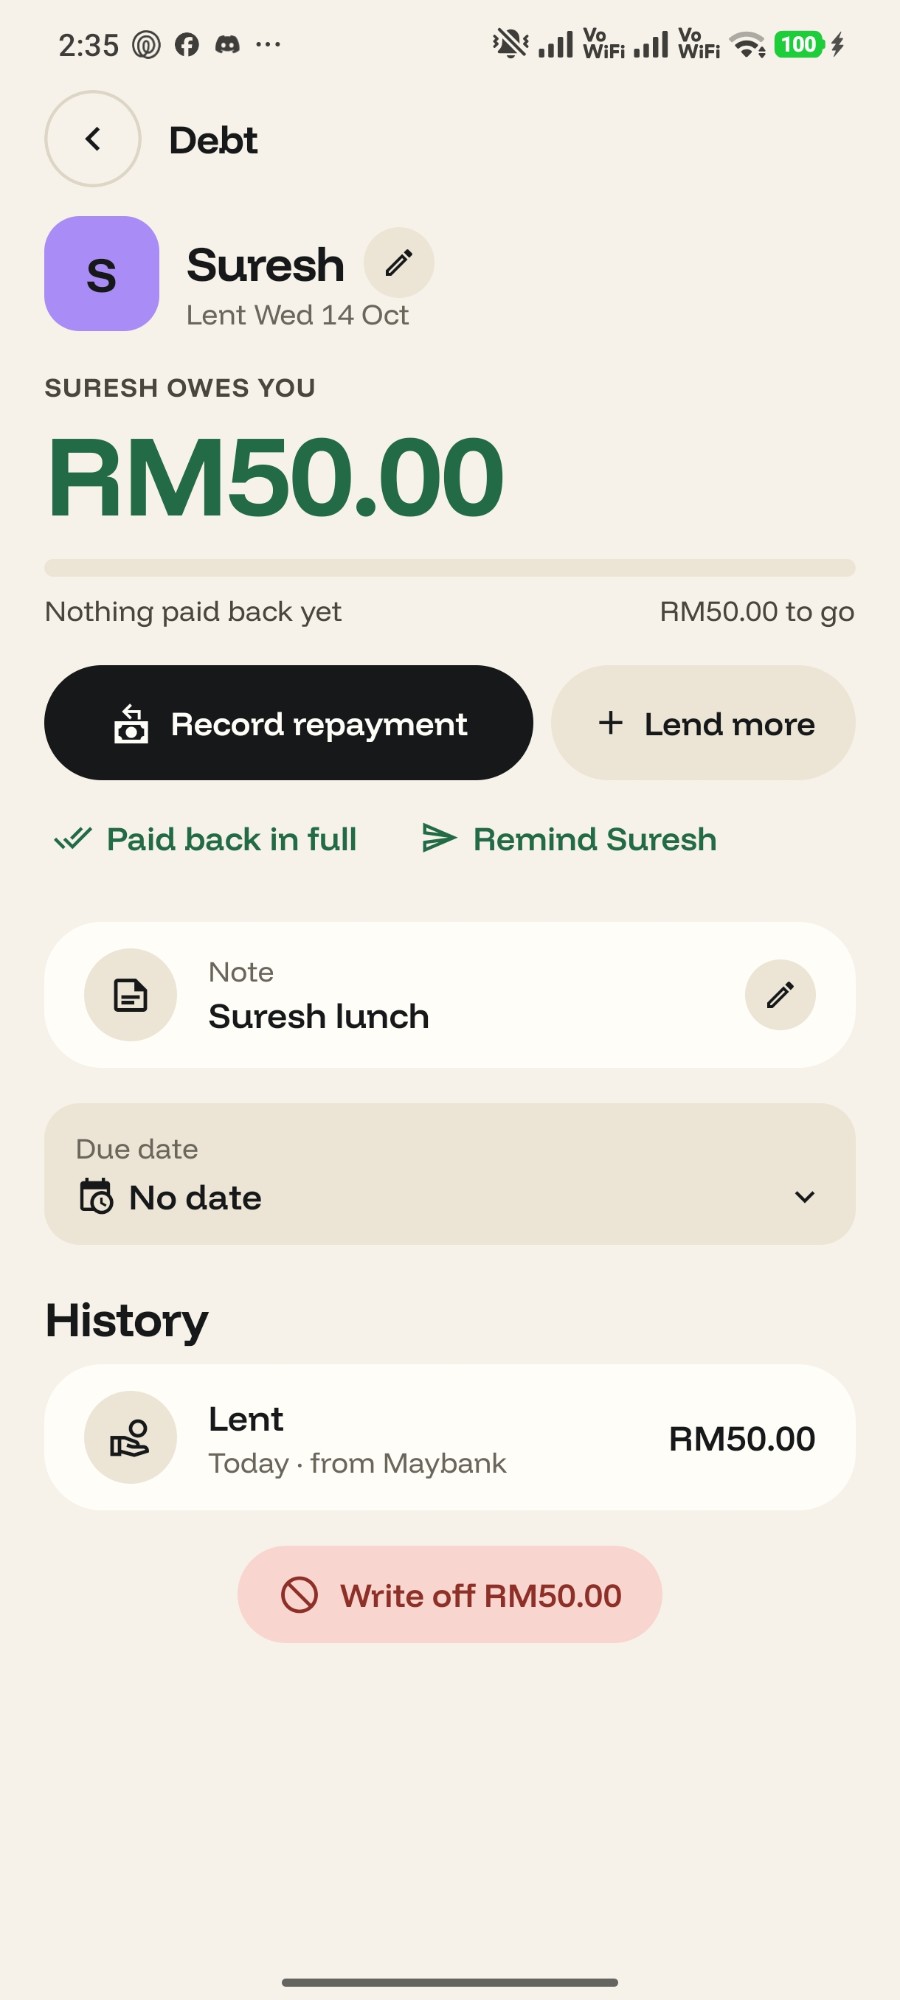 2:35
Vo WiFi Vo WiFi 100
Debt
S
Suresh
Lent Wed 14 Oct
SURESH OWES YOU
RM50.00
Nothing paid back yet
RM50.00 to go
Record repayment
Lend more
Paid back in full
Remind Suresh
Note
Suresh lunch
Due date
No date
History
Lent
Today · from Maybank
RM50.00
Write off RM50.00